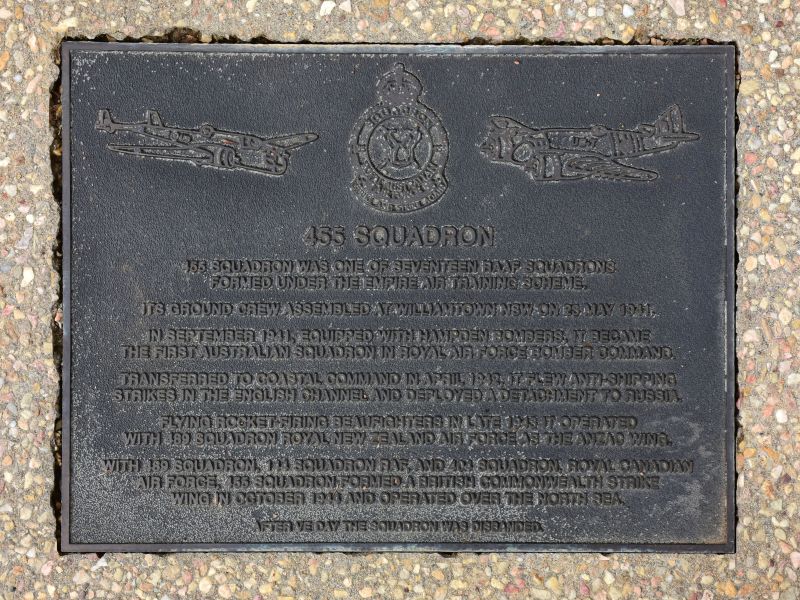 455 SQUADRON
455 SQUADRON WAS ONE OF SEVENTEEN RAAF SQUADRONS
FORMED UNDER THE EMPIRE AIR TRAINING SCHEME.
ITS GROUND CREW ASSEMBLED AT WILLIAMTOWN NSW ON 23 MAY 1941.
IN SEPTEMBER 1941, EQUIPPED WITH HAMPDEN BOMBERS, IT BECAME
THE FIRST AUSTRALIAN SQUADRON IN ROYAL AIR FORCE BOMBER COMMAND.
TRANSFERRED TO COASTAL COMMAND IN APRIL 1942, IT FLEW ANTI-SHIPPING
STRIKES IN THE ENGLISH CHANNEL AND DEPLOYED A DETACHMENT TO RUSSIA.
FLYING ROCKET-FIRING BEAUFIGHTERS IN LATE 1943 IT OPERATED
WITH 489 SQUADRON ROYAL NEW ZEALAND AIR FORCE AS THE ANZAC WING.
WITH 489 SQUADRON, 144 SQUADRON RAF, AND 404 SQUADRON, ROYAL CANADIAN
AIR FORCE, 455 SQUADRON FORMED A BRITISH COMMONWEALTH STRIKE
WING IN OCTOBER 1944 AND OPERATED OVER THE NORTH SEA.
AFTER VE DAY THE SQUADRON WAS DISBANDED.